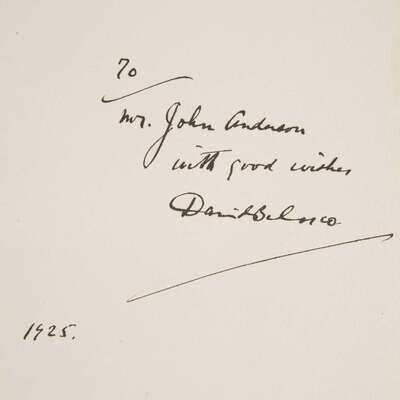 To
Mr. John Anderson
with good wishes
David Belasco
1925.